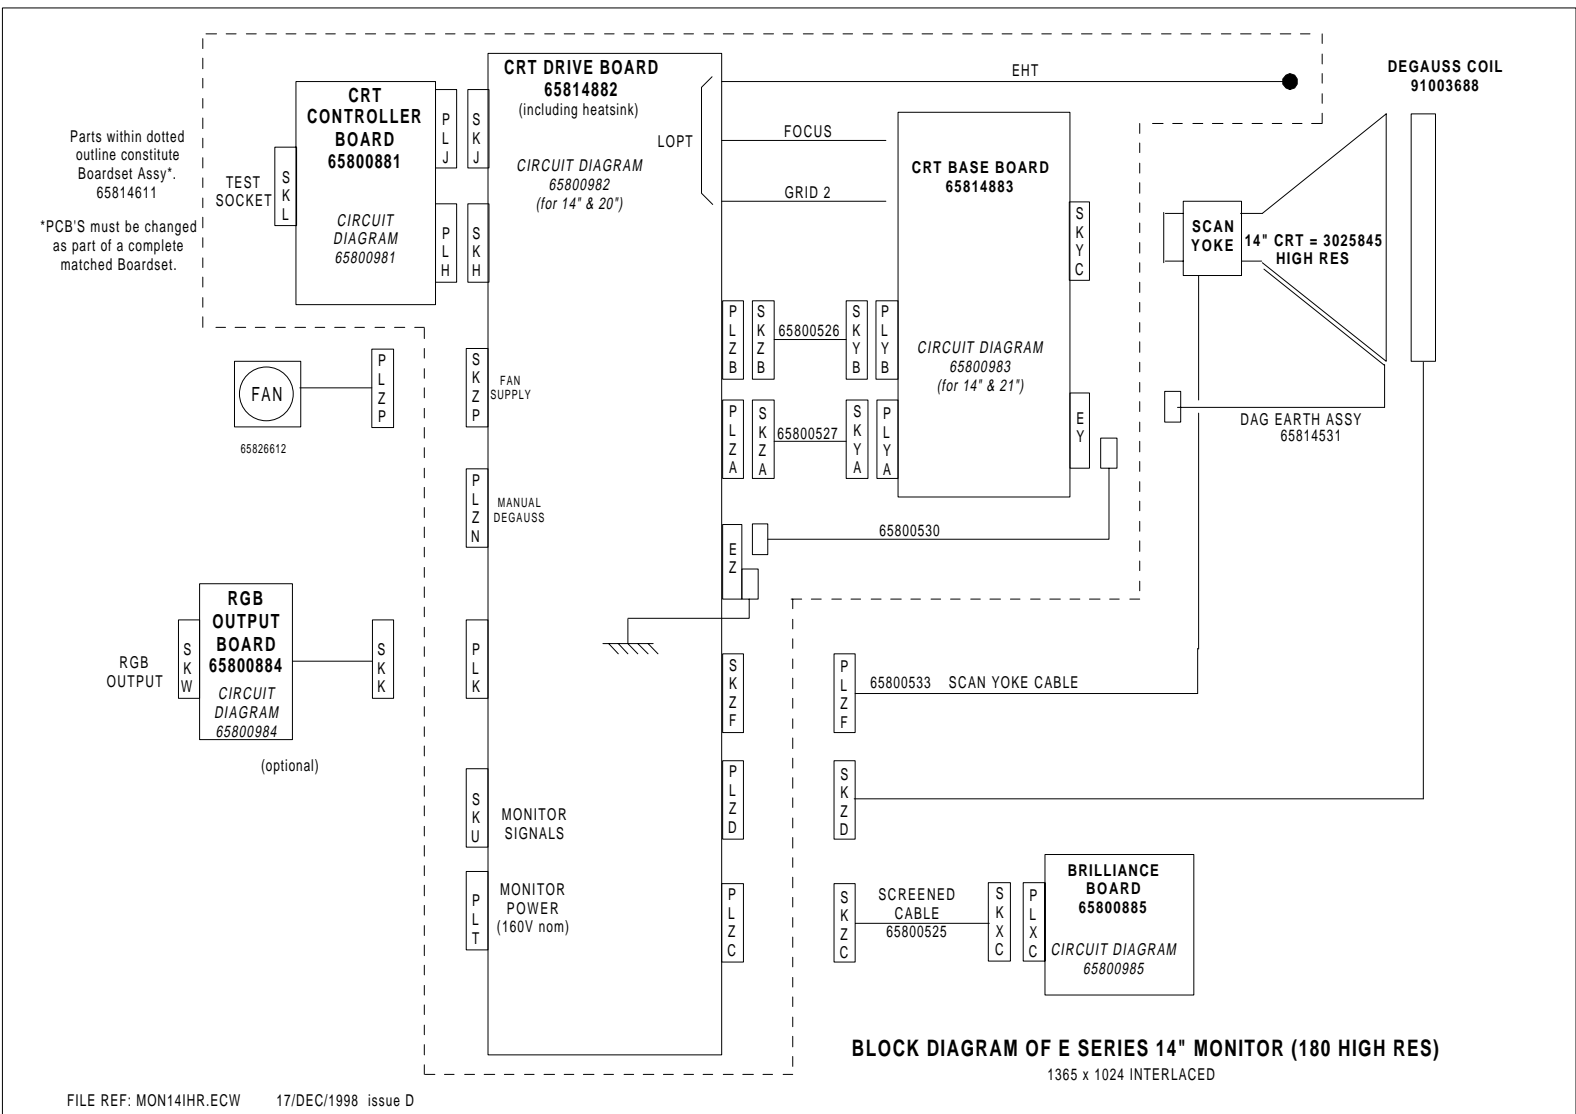 Parts within dotted
outline constitute
Boardset Assy*.
65814611
*PCB'S must be changed
as part of a complete
matched Boardset.
TEST
SOCKET
SKL
CRT
CONTROLLER
BOARD
65800881
CIRCUIT
DIAGRAM
65800981
PLJ
PLH
SKJ
SKH
CRT DRIVE BOARD
65814882
(including heatsink)
CIRCUIT DIAGRAM
65800982
(for 14" & 20")
LOPT
EHT
FOCUS
GRID 2
CRT BASE BOARD
65814883
CIRCUIT DIAGRAM
65800983
(for 14" & 21")
SKYC
EY
DEGAUSS COIL
91003688
SCAN
YOKE
14" CRT = 3025845
HIGH RES
DAG EARTH ASSY
65814531
PLZB
SKZB
65800526
SKYB
PLYB
PLZA
SKZA
65800527
SKYA
PLYA
FAN
65826612
PLZP
SKZP
FAN
SUPPLY
PLZN
MANUAL
DEGAUSS
EZ
65800530
RGB
OUTPUT
SKW
RGB
OUTPUT
BOARD
65800884
CIRCUIT
DIAGRAM
65800984
(optional)
SKK
PLK
SKZF
PLZF
65800533 SCAN YOKE CABLE
SKU
MONITOR
SIGNALS
PLZD
SKZD
PLT
MONITOR
POWER
(160V nom)
PLZC
SKZC
SCREENED
CABLE
65800525
SKXC
PLXC
BRILLIANCE
BOARD
65800885
CIRCUIT DIAGRAM
65800985
BLOCK DIAGRAM OF E SERIES 14" MONITOR (180 HIGH RES)
1365 x 1024 INTERLACED
FILE REF: MON14IHR.ECW 17/DEC/1998 issue D